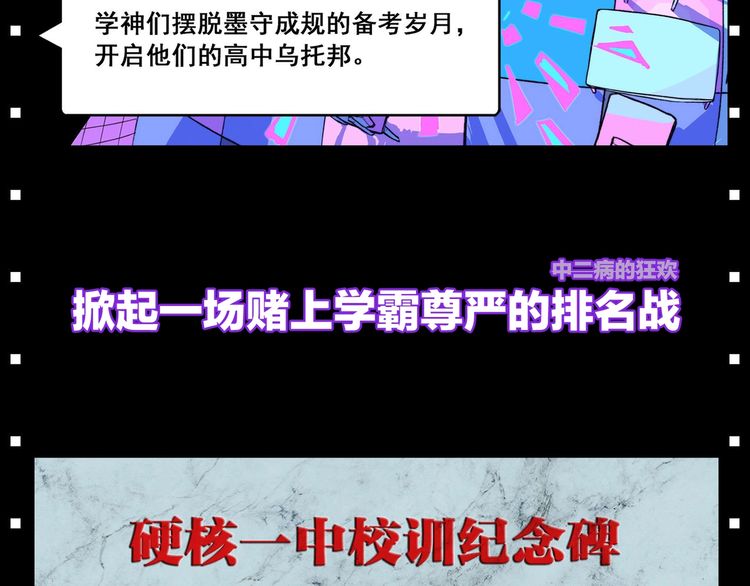 学神们摆脱墨守成规的备考岁月，
开启他们的高中乌托邦。
中二病的狂欢
掀起一场赌上学霸尊严的排名战
硬核一中校训纪念碑